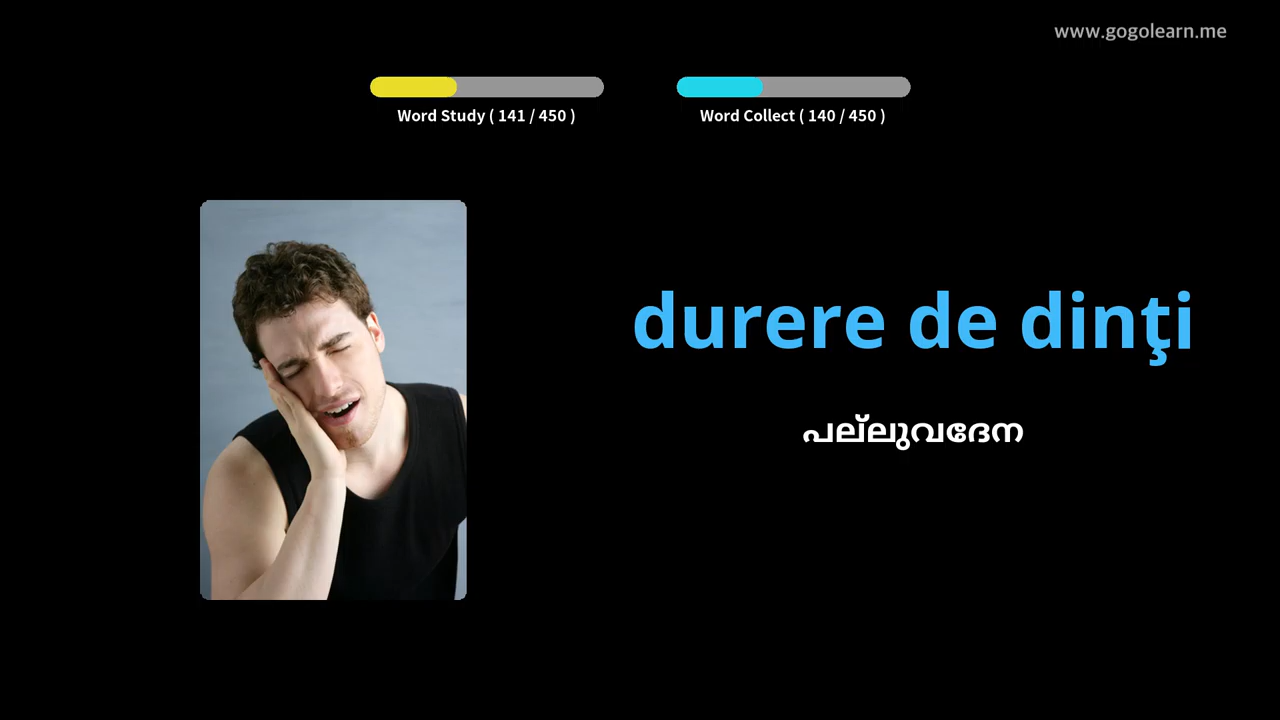 www.gogolearn.me
Word Study ( 141 / 450 )
Word Collect ( 140 / 450 )
durere de dinţi
പല്ലുവദേന